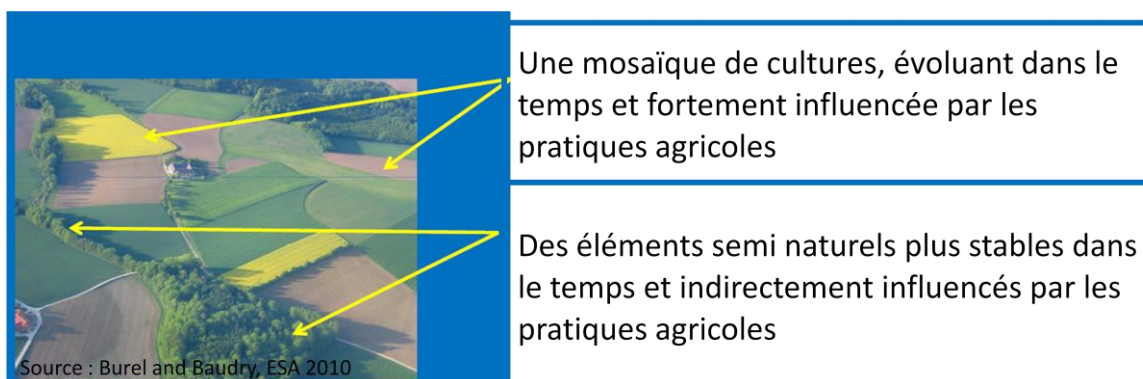 Une mosaïque de cultures, évoluant dans le
temps et fortement influencée par les
pratiques agricoles
Des éléments semi naturels plus stables dans
le temps et indirectement influencés par les
pratiques agricoles
Source : Burel and Baudry, ESA 2010